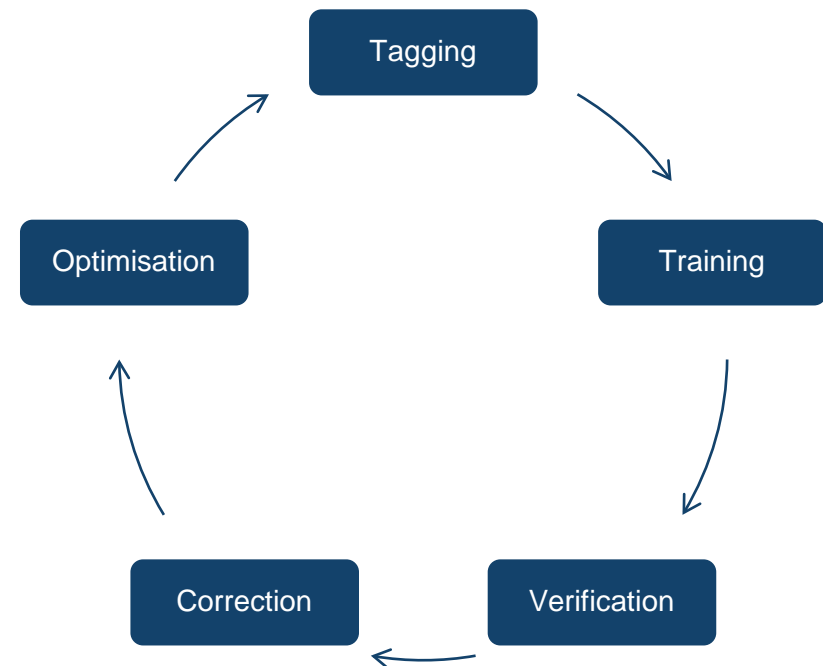 Tagging
Training
Verification
Correction
Optimisation